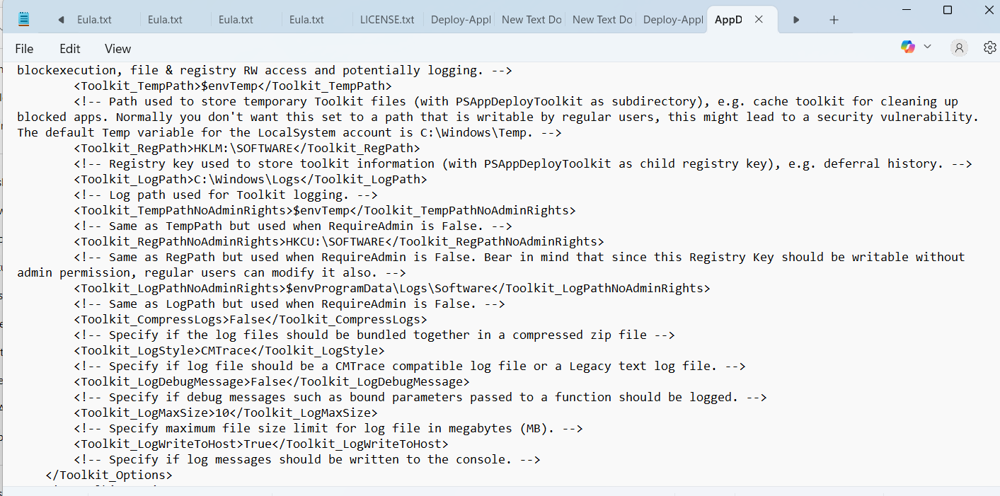 Eula.txt Eula.txt Eula.txt Eula.txt LICENSE.txt Deploy-Appl New Text Do New Text Do Deploy-Appl AppD
File Edit View
blockexecution, file & registry RW access and potentially logging. -->
<Toolkit_TempPath>$envTemp</Toolkit_TempPath>
<!-- Path used to store temporary Toolkit files (with PSAppDeployToolkit as subdirectory), e.g. cache toolkit for cleaning up
blocked apps. Normally you don't want this set to a path that is writable by regular users, this might lead to a security vulnerability.
The default Temp variable for the LocalSystem account is C:\Windows\Temp. -->
<Toolkit_RegPath>HKLM:\SOFTWARE</Toolkit_RegPath>
<!-- Registry key used to store toolkit information (with PSAppDeployToolkit as child registry key), e.g. deferral history. -->
<Toolkit_LogPath>C:\Windows\Logs</Toolkit_LogPath>
<!-- Log path used for Toolkit logging. -->
<Toolkit_TempPathNoAdminRights>$envTemp</Toolkit_TempPathNoAdminRights>
<!-- Same as TempPath but used when RequireAdmin is False. -->
<Toolkit_RegPathNoAdminRights>HKCU:\SOFTWARE</Toolkit_RegPathNoAdminRights>
<!-- Same as RegPath but used when RequireAdmin is False. Bear in mind that since this Registry Key should be writable without
admin permission, regular users can modify it also. -->
<Toolkit_LogPathNoAdminRights>$envProgramData\Logs\Software</Toolkit_LogPathNoAdminRights>
<!-- Same as LogPath but used when RequireAdmin is False. -->
<Toolkit_CompressLogs>False</Toolkit_CompressLogs>
<!-- Specify if the log files should be bundled together in a compressed zip file -->
<Toolkit_LogStyle>CMTrace</Toolkit_LogStyle>
<!-- Specify if log file should be a CMTrace compatible log file or a Legacy text log file. -->
<Toolkit_LogDebugMessage>False</Toolkit_LogDebugMessage>
<!-- Specify if debug messages such as bound parameters passed to a function should be logged. -->
<Toolkit_LogMaxSize>10</Toolkit_LogMaxSize>
<!-- Specify maximum file size limit for log file in megabytes (MB). -->
<Toolkit_LogWriteToHost>True</Toolkit_LogWriteToHost>
<!-- Specify if log messages should be written to the console. -->
</Toolkit_Options>